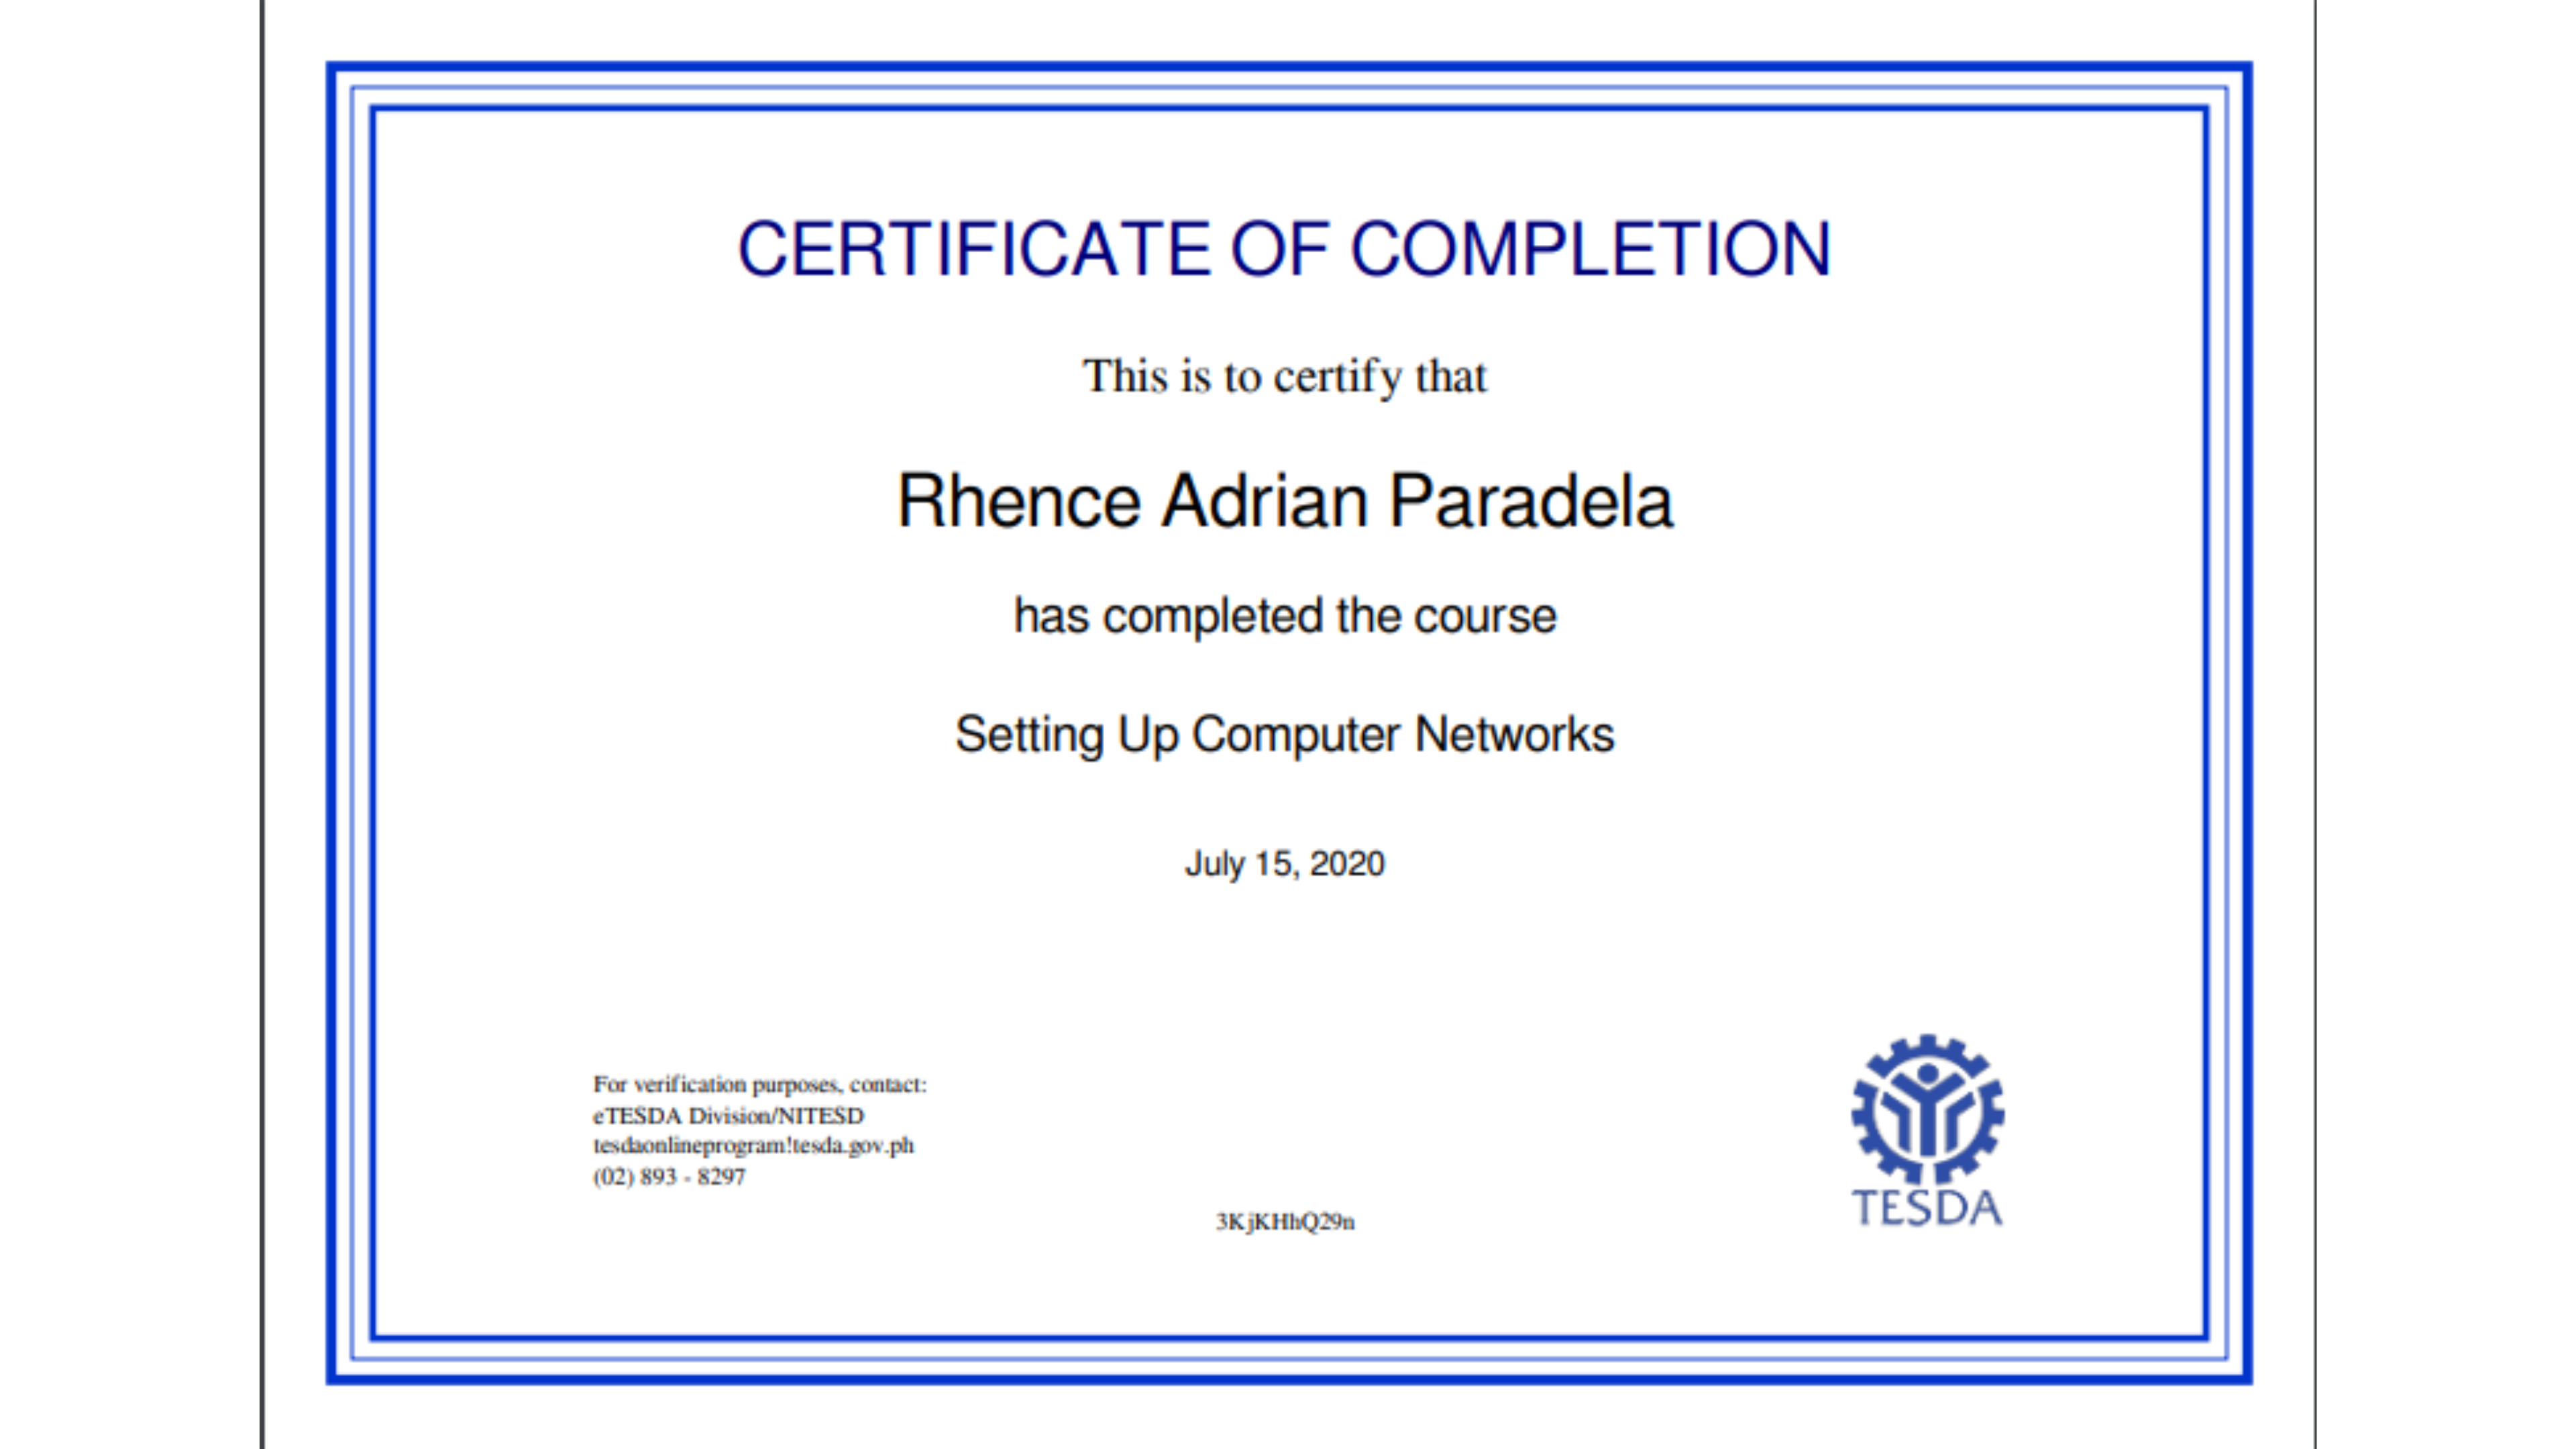 CERTIFICATE OF COMPLETION
This is to certify that
Rhence Adrian Paradela
has completed the course
Setting Up Computer Networks
July 15, 2020
For verification purposes, contact:
eTESDA Division/NITESD
tesdaonlineprogram!tesda.gov.ph
(02) 893 - 8297
3KjKHhQ29n
TESDA